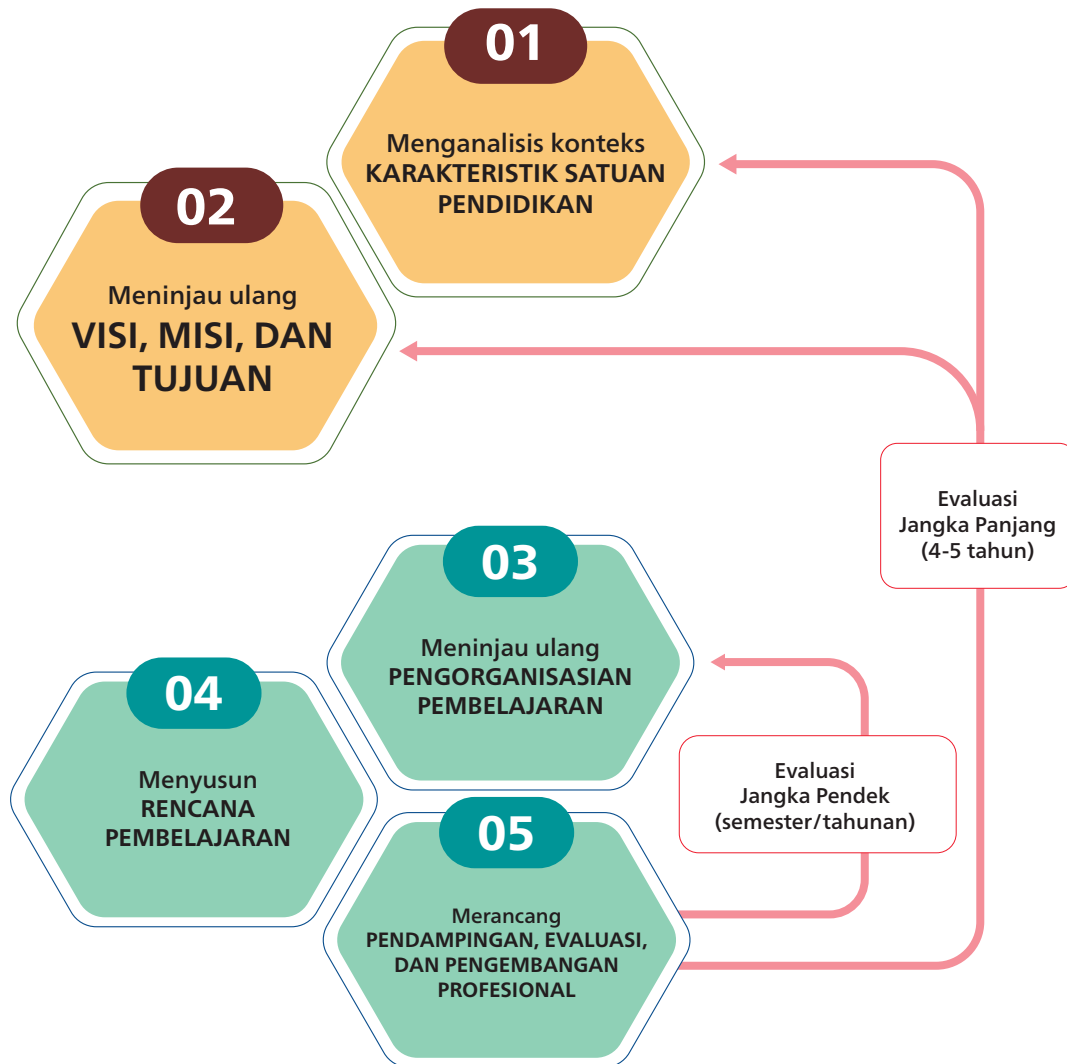 01
Menganalisis konteks
KARAKTERISTIK SATUAN
PENDIDIKAN
02
Meninjau ulang
VISI, MISI, DAN
TUJUAN
Evaluasi
Jangka Panjang
(4-5 tahun)
03
Meninjau ulang
PENGORGANISASIAN
PEMBELAJARAN
04
Menyusun
RENCANA
PEMBELAJARAN
Evaluasi
Jangka Pendek
(semester/tahunan)
05
Merancang
PENDAMPINGAN, EVALUASI,
DAN PENGEMBANGAN
PROFESIONAL